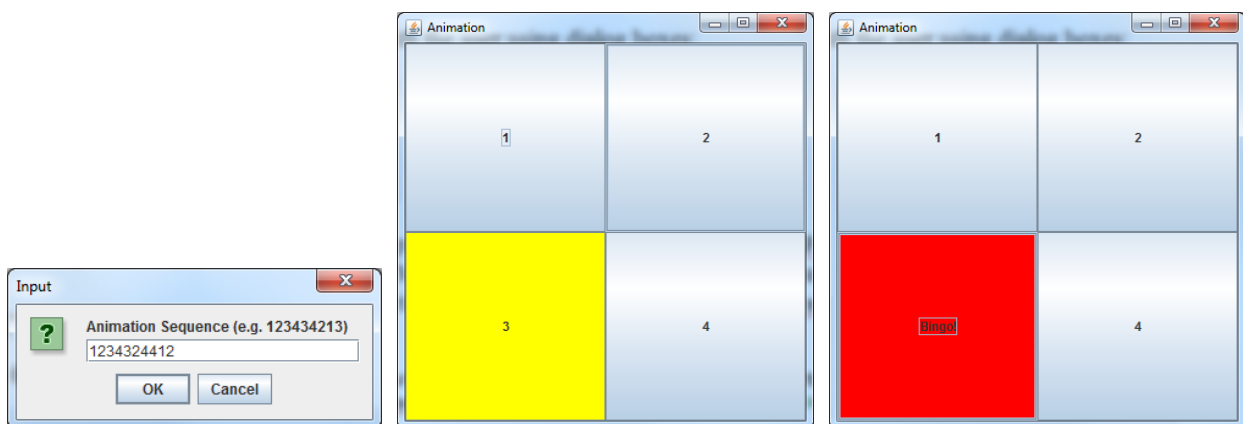 Input
Animation Sequence (e.g. 123434213)
1234324412
OK Cancel
Animation
1 2
3 4
Animation
1 2
Bingo! 4